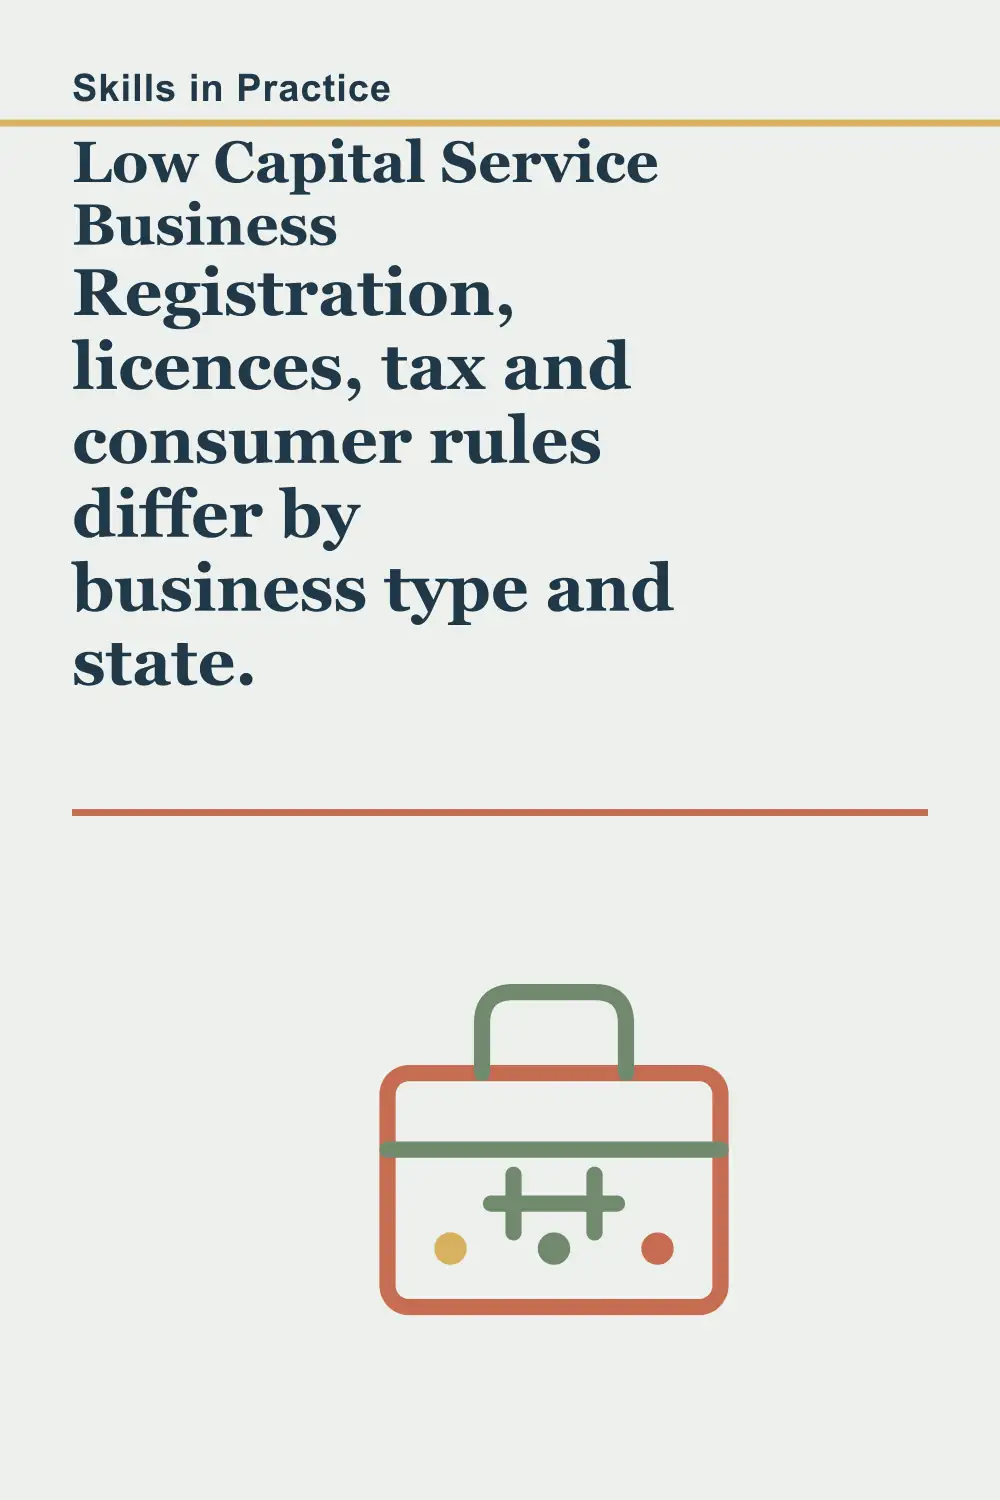 Skills in Practice
Low Capital Service
Business
Registration,
licences, tax and
consumer rules
differ by
business type and
state.